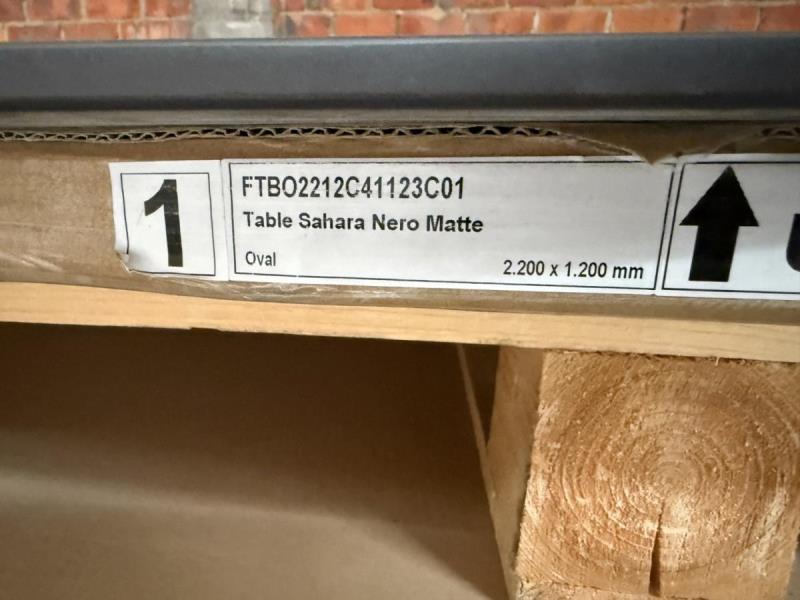 1
FTBO2212C41123C01
Table Sahara Nero Matte
Oval
2.200 x 1.200 mm